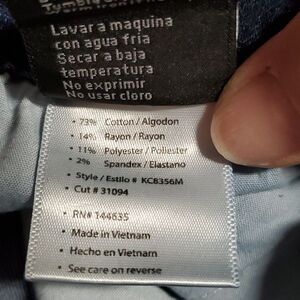 Lavar a maquina
con agua fria
Secar a baja
temperatura
No exprimir
No usar cloro
• 73% Cotton / Algodon
• 14% Rayon / Rayon
• 11% Polyester / Poliester
• 2% Spandex / Elastano
• Style / Estilo # KC8356M
• Cut # 31094
• RN# 144635
• Made in Vietnam
• Hecho en Vietnam
• See care on reverse